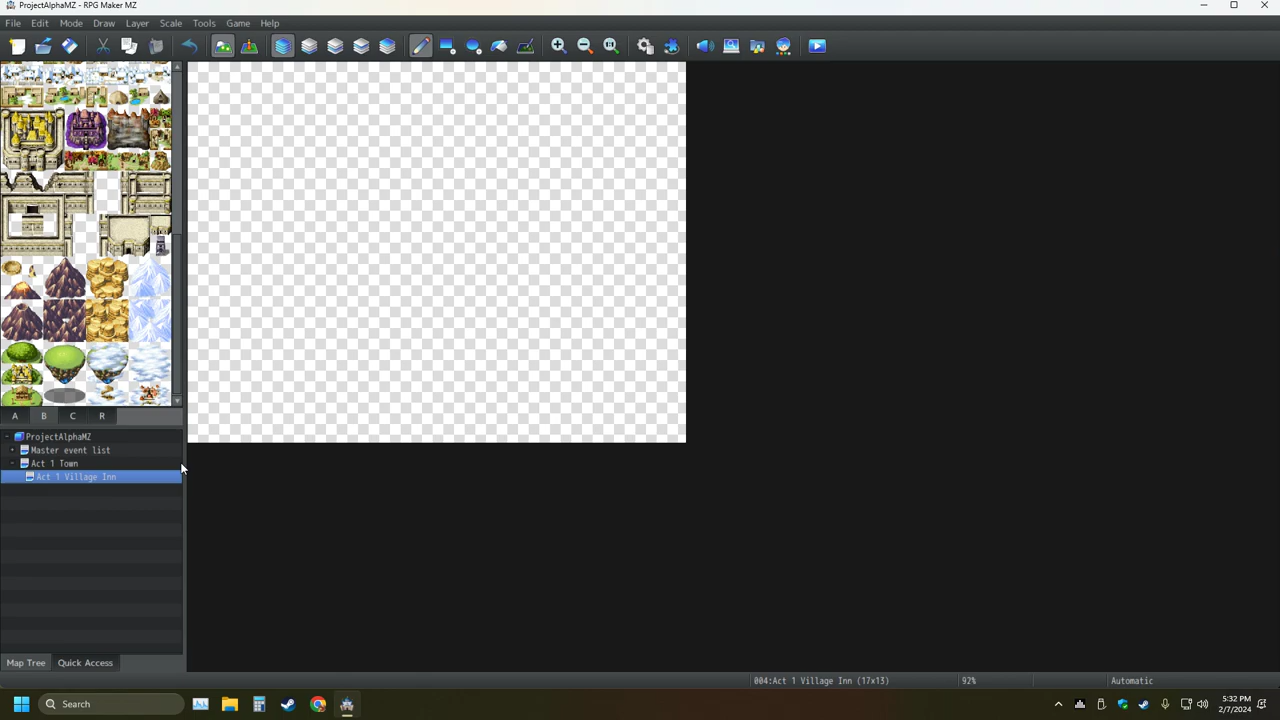 ProjectAlphaMZ - RPG Maker MZ
File Edit Mode Draw Layer Scale Tools Game Help
A B C R
ProjectAlphaMZ
Master event list
Act 1 Town
Act 1 Village Inn
Map Tree Quick Access
004:Act 1 Village Inn (17x13) 92% Automatic
Search
5:32 PM
2/7/2024